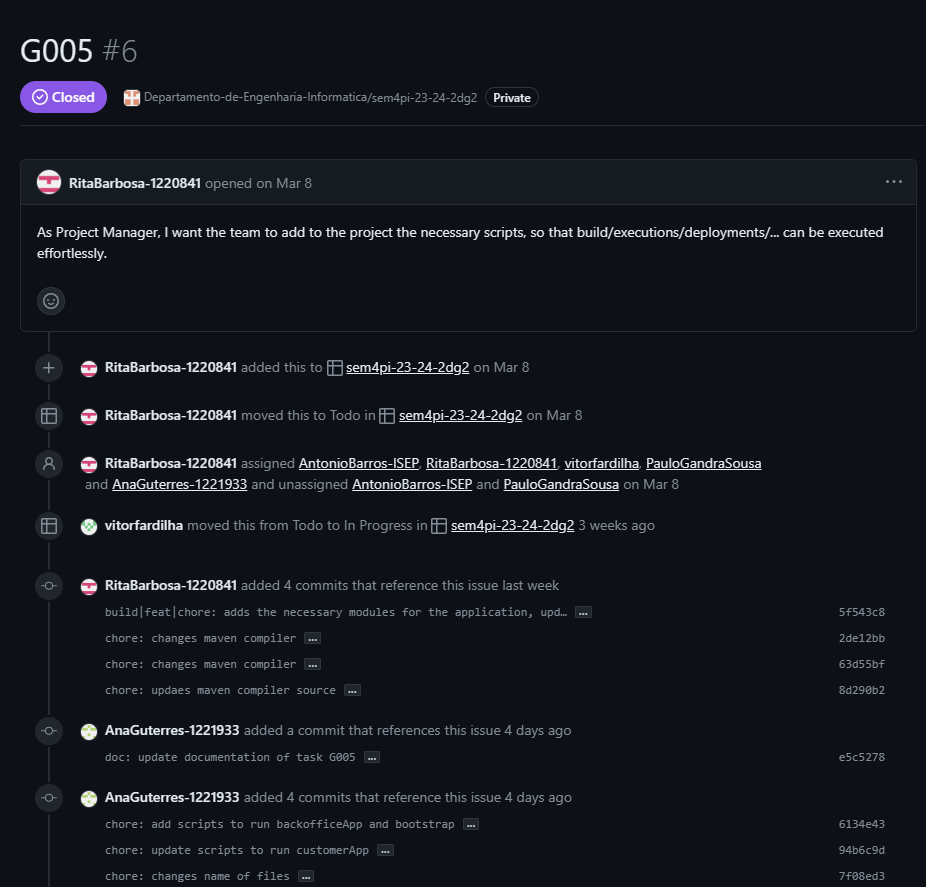 G005 #6
Closed Departamento-de-Engenharia-Informatica/sem4pi-23-24-2dg2 Private
RitaBarbosa-1220841 opened on Mar 8
As Project Manager, I want the team to add to the project the necessary scripts, so that build/executions/deployments/... can be executed
effortlessly.
RitaBarbosa-1220841 added this to sem4pi-23-24-2dg2 on Mar 8
RitaBarbosa-1220841 moved this to Todo in sem4pi-23-24-2dg2 on Mar 8
RitaBarbosa-1220841 assigned AntonioBarros-ISEP, RitaBarbosa-1220841, vitorfardilha, PauloGandraSousa
and AnaGuterres-1221933 and unassigned AntonioBarros-ISEP and PauloGandraSousa on Mar 8
vitorfardilha moved this from Todo to In Progress in sem4pi-23-24-2dg2 3 weeks ago
RitaBarbosa-1220841 added 4 commits that reference this issue last week
build|feat|chore: adds the necessary modules for the application, upd… ... 5f543c8
chore: changes maven compiler ... 2de12bb
chore: changes maven compiler ... 63d55bf
chore: updaes maven compiler source ... 8d290b2
AnaGuterres-1221933 added a commit that references this issue 4 days ago
doc: update documentation of task G005 ... e5c5278
AnaGuterres-1221933 added 4 commits that reference this issue 4 days ago
chore: add scripts to run backofficeApp and bootstrap ... 6134e43
chore: update scripts to run customerApp ... 94b6c9d
chore: changes name of files ... 7f08ed3